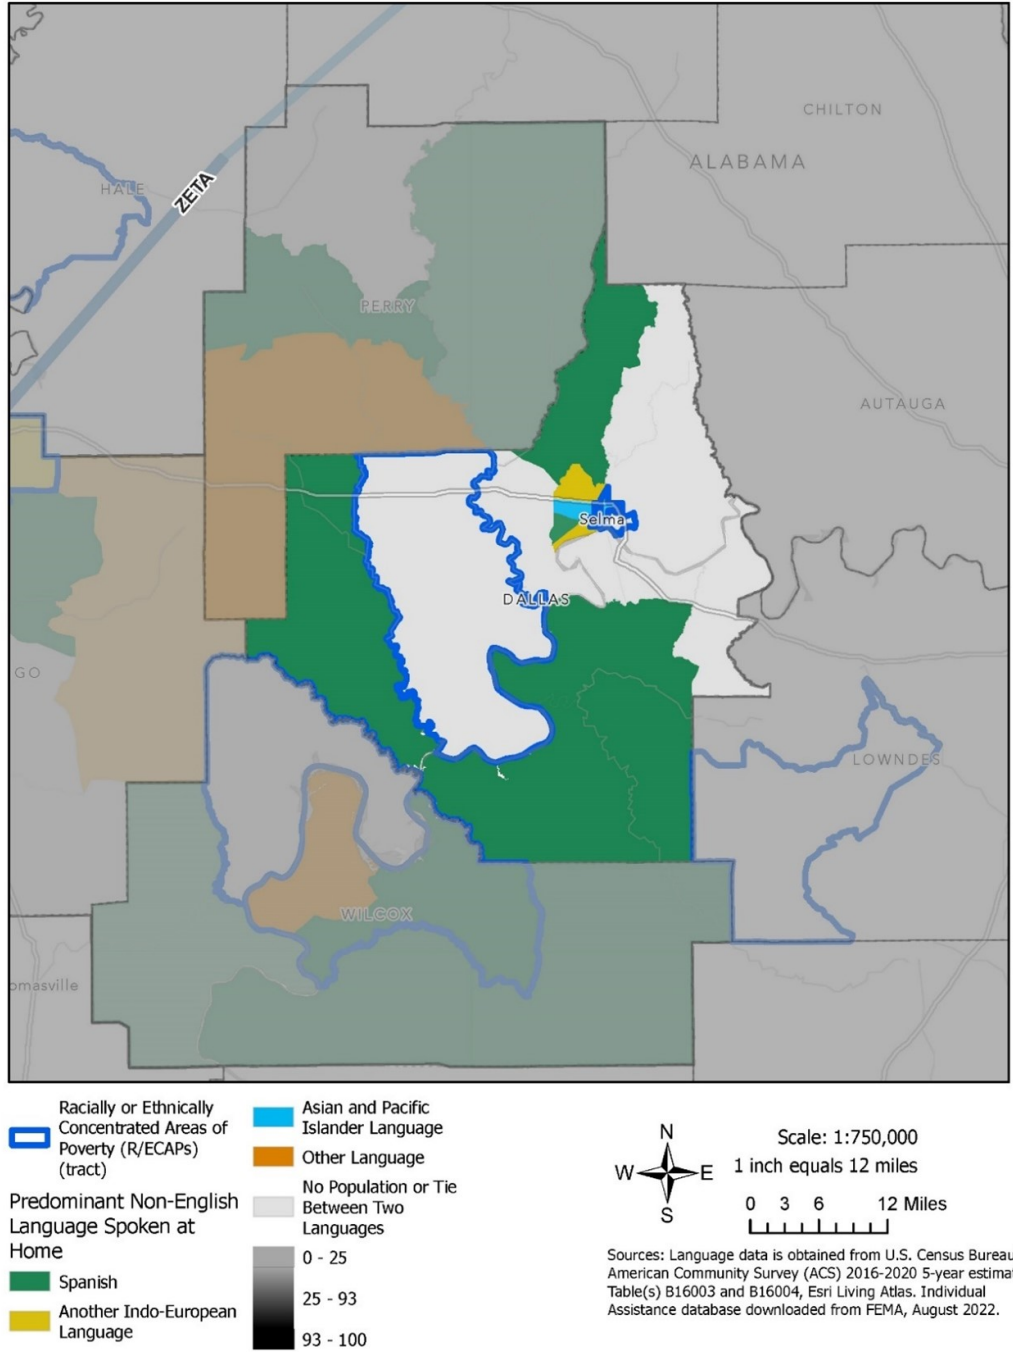 CHILTON
ALABAMA
HALE
ZETA
PERRY
AUTAUGA
Selma
DALLAS
GO
LOWNDES
WILCOX
omasville
Racially or Ethnically
Concentrated Areas of
Poverty (R/ECAPs)
(tract)
Predominant Non-English
Language Spoken at
Home
Spanish
Another Indo-European
Language
Asian and Pacific
Islander Language
Other Language
No Population or Tie
Between Two
Languages
0 - 25
25 - 93
93 - 100
N
W E
S
Scale: 1:750,000
1 inch equals 12 miles
0 3 6 12 Miles
Sources: Language data is obtained from U.S. Census Bureau
American Community Survey (ACS) 2016-2020 5-year estima
Table(s) B16003 and B16004, Esri Living Atlas. Individual
Assistance database downloaded from FEMA, August 2022.